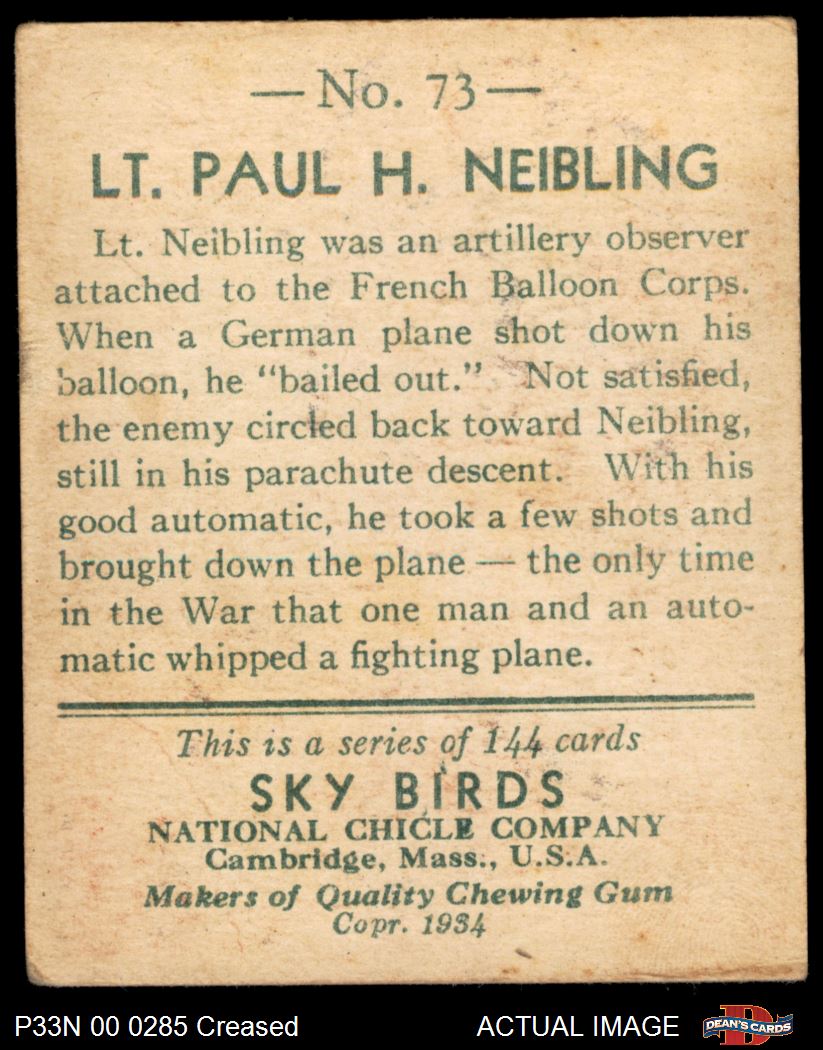 — No. 73 —
LT. PAUL H. NEIBLING
Lt. Neibling was an artillery observer
attached to the French Balloon Corps.
When a German plane shot down his
balloon, he “bailed out.” Not satisfied,
the enemy circled back toward Neibling,
still in his parachute descent. With his
good automatic, he took a few shots and
brought down the plane — the only time
in the War that one man and an auto-
matic whipped a fighting plane.
This is a series of 144 cards
SKY BIRDS
NATIONAL CHICLE COMPANY
Cambridge, Mass., U.S.A.
Makers of Quality Chewing Gum
Copr. 1934
P33N 00 0285 Creased
ACTUAL IMAGE
D
DEAN'S CARDS